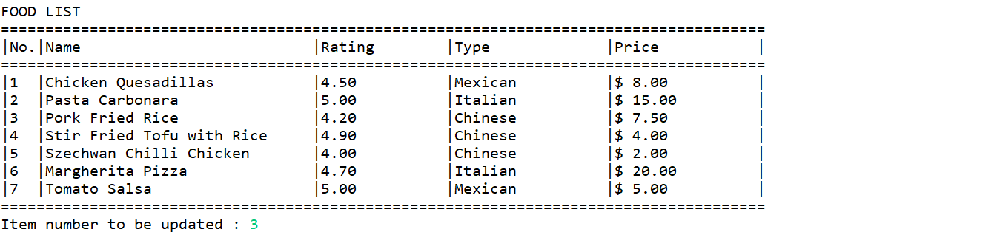 FOOD LIST
======================================================================================
|No.|Name                          |Rating        |Type             |Price           |
======================================================================================
|1  |Chicken Quesadillas           |4.50          |Mexican          |$ 8.00          |
|2  |Pasta Carbonara               |5.00          |Italian          |$ 15.00         |
|3  |Pork Fried Rice               |4.20          |Chinese          |$ 7.50          |
|4  |Stir Fried Tofu with Rice     |4.90          |Chinese          |$ 4.00          |
|5  |Szechwan Chilli Chicken       |4.00          |Chinese          |$ 2.00          |
|6  |Margherita Pizza              |4.70          |Italian          |$ 20.00         |
|7  |Tomato Salsa                  |5.00          |Mexican          |$ 5.00          |
======================================================================================
Item number to be updated : 3